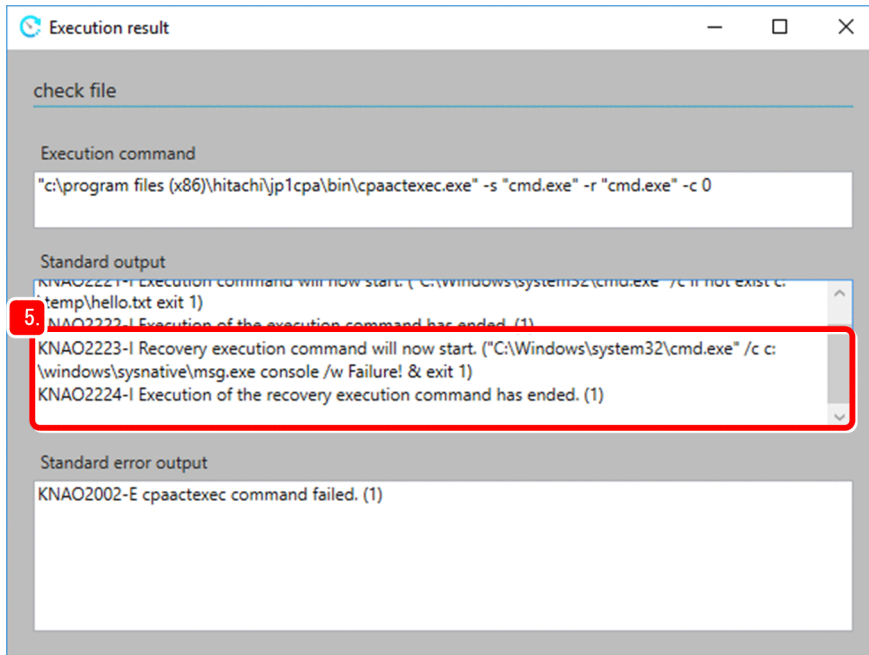 Execution result
check file
Execution command
"c:\program files (x86)\hitachi\jp1cpa\bin\cpaactexec.exe" -s "cmd.exe" -r "cmd.exe" -c 0
Standard output
KNAO2221-I Execution command will now start. ("C:\Windows\system32\cmd.exe" /c if not exist c:
\temp\hello.txt exit 1)
5.
KNAO2222-I Execution of the execution command has ended. (1)
KNAO2223-I Recovery execution command will now start. ("C:\Windows\system32\cmd.exe" /c c:
\windows\sysnative\msg.exe console /w Failure! & exit 1)
KNAO2224-I Execution of the recovery execution command has ended. (1)
Standard error output
KNAO2002-E cpaactexec command failed. (1)